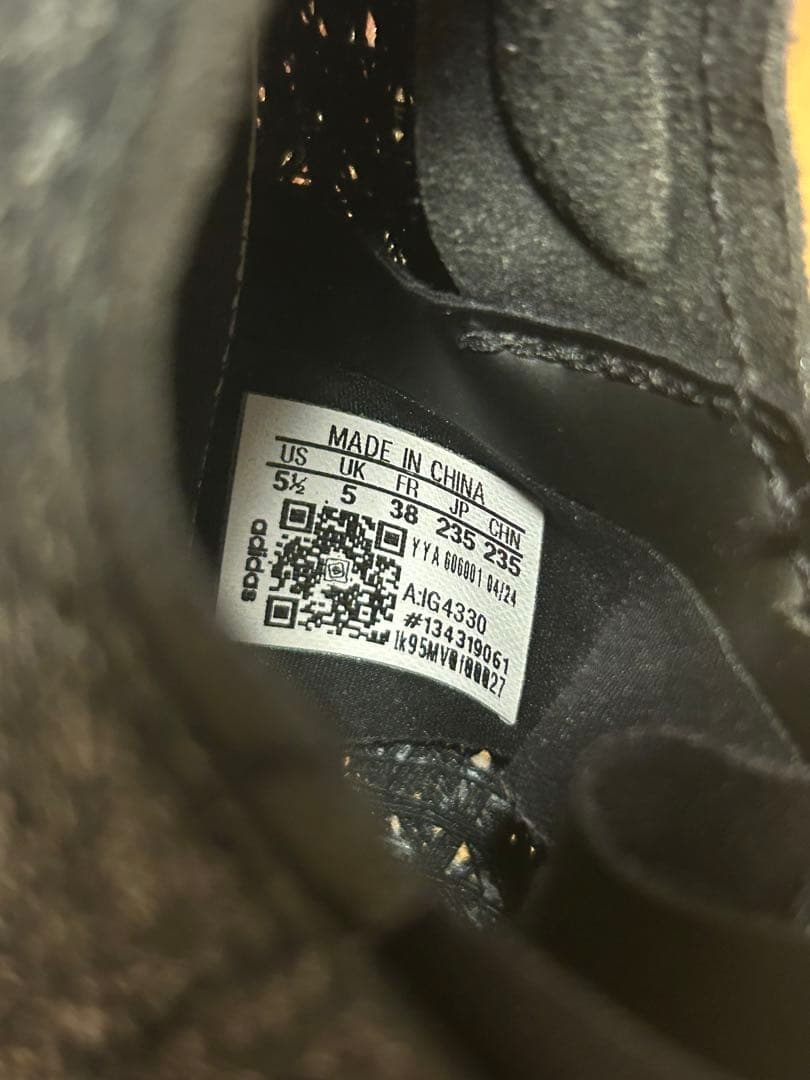 MADE IN CHINA
US UK FR JP CHN
5½ 5 38 235 235
adidas
YYA 606001 04/24
A:IG4330
#134319061